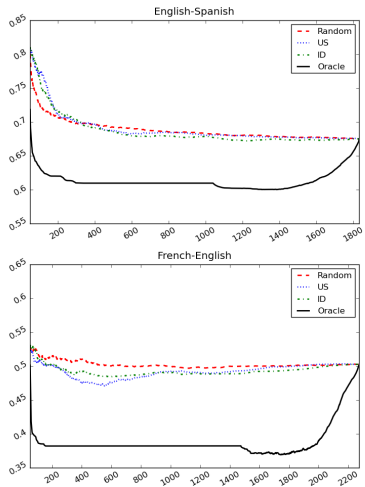 English-Spanish
0.85
0.8
0.75
0.7
0.65
0.6
0.55
Random
US
ID
Oracle
200 400 600 800 1000 1200 1400 1600 1800
French-English
0.65
0.6
0.55
0.5
0.45
0.4
0.35
Random
US
ID
Oracle
200 400 600 800 1000 1200 1400 1600 1800 2000 2200